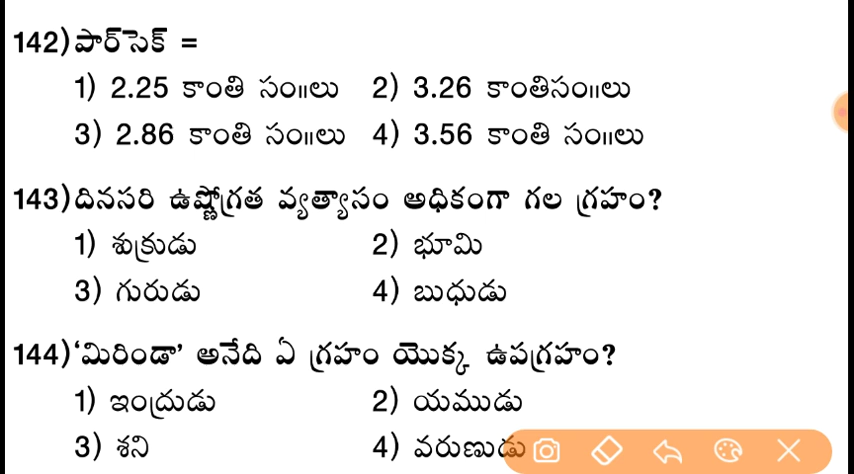 142) పార్‌సెక్ =
1) 2.25 కాంతి సం॥లు 2) 3.26 కాంతిసం॥లు
3) 2.86 కాంతి సం॥లు 4) 3.56 కాంతి సం॥లు
143) దినసరి ఉష్ణోగ్రత వ్యత్యాసం అధికంగా గల గ్రహం?
1) శుక్రుడు 2) భూమి
3) గురుడు 4) బుధుడు
144) ‘మిరిండా’ అనేది ఏ గ్రహం యొక్క ఉపగ్రహం?
1) ఇంద్రుడు 2) యముడు
3) శని 4) వరుణుడు